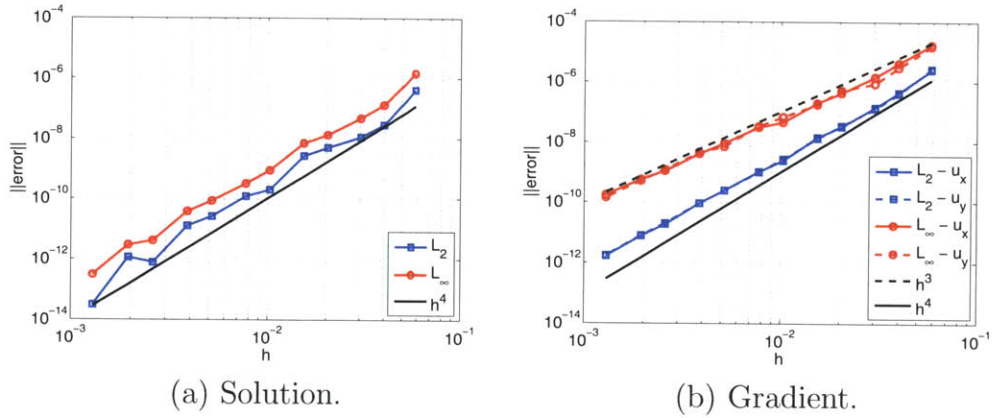 10^-4
10^-6
10^-8
10^-10
10^-12
10^-14
||error||
10^-3
10^-2
10^-1
h
L_2
L_∞
h^4
(a) Solution.
10^-4
10^-6
10^-8
10^-10
10^-12
10^-14
||error||
10^-3
10^-2
10^-1
h
L_2 – u_x
L_2 – u_y
L_∞ – u_x
L_∞ – u_y
h^3
h^4
(b) Gradient.